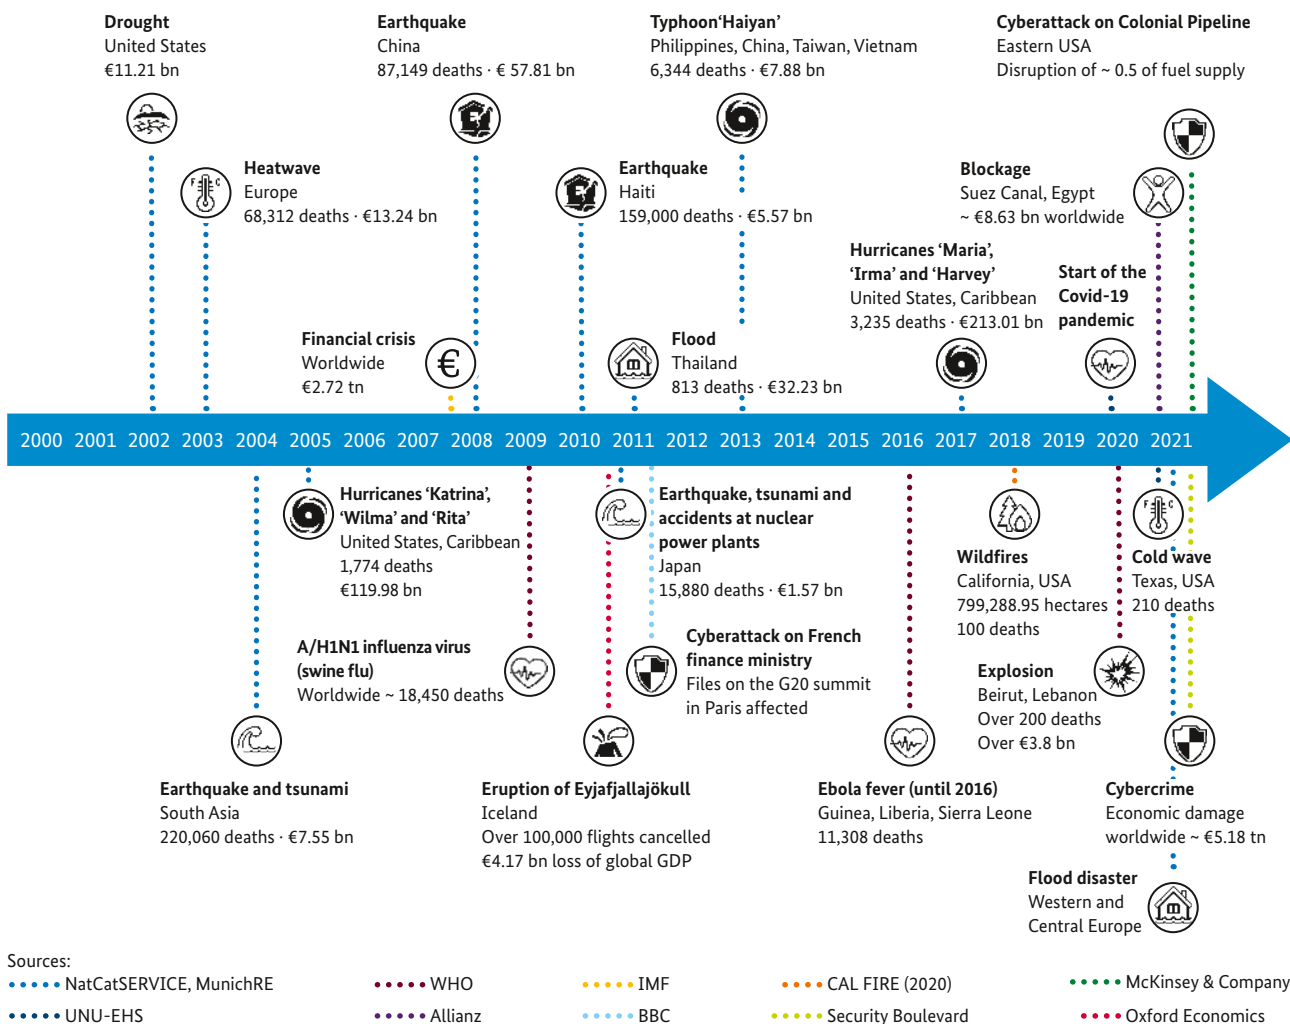 Drought
United States
€11.21 bn
Earthquake
China
87,149 deaths · € 57.81 bn
Typhoon‘Haiyan’
Philippines, China, Taiwan, Vietnam
6,344 deaths · €7.88 bn
Cyberattack on Colonial Pipeline
Eastern USA
Disruption of ~ 0.5 of fuel supply
Heatwave
Europe
68,312 deaths · €13.24 bn
Earthquake
Haiti
159,000 deaths · €5.57 bn
Blockage
Suez Canal, Egypt
~ €8.63 bn worldwide
Hurricanes ‘Maria’,
‘Irma’ and ‘Harvey’
United States, Caribbean
3,235 deaths · €213.01 bn
Start of the
Covid-19
pandemic
Financial crisis
Worldwide
€2.72 tn
€
Flood
Thailand
813 deaths · €32.23 bn
F C
2000 2001 2002 2003 2004 2005 2006 2007 2008 2009 2010 2011 2012 2013 2014 2015 2016 2017 2018 2019 2020 2021
Hurricanes ‘Katrina’,
‘Wilma’ and ‘Rita’
United States, Caribbean
1,774 deaths
€119.98 bn
Earthquake, tsunami and
accidents at nuclear
power plants
Japan
15,880 deaths · €1.57 bn
F C
Wildfires
California, USA
799,288.95 hectares
100 deaths
Cold wave
Texas, USA
210 deaths
A/H1N1 influenza virus
(swine flu)
Worldwide ~ 18,450 deaths
Cyberattack on French
finance ministry
Files on the G20 summit
in Paris affected
Explosion
Beirut, Lebanon
Over 200 deaths
Over €3.8 bn
Earthquake and tsunami
South Asia
220,060 deaths · €7.55 bn
Eruption of Eyjafjallajökull
Iceland
Over 100,000 flights cancelled
€4.17 bn loss of global GDP
Ebola fever (until 2016)
Guinea, Liberia, Sierra Leone
11,308 deaths
Cybercrime
Economic damage
worldwide ~ €5.18 tn
Flood disaster
Western and
Central Europe
Sources:
NatCatSERVICE, MunichRE
WHO
IMF
CAL FIRE (2020)
McKinsey & Company
UNU-EHS
Allianz
BBC
Security Boulevard
Oxford Economics